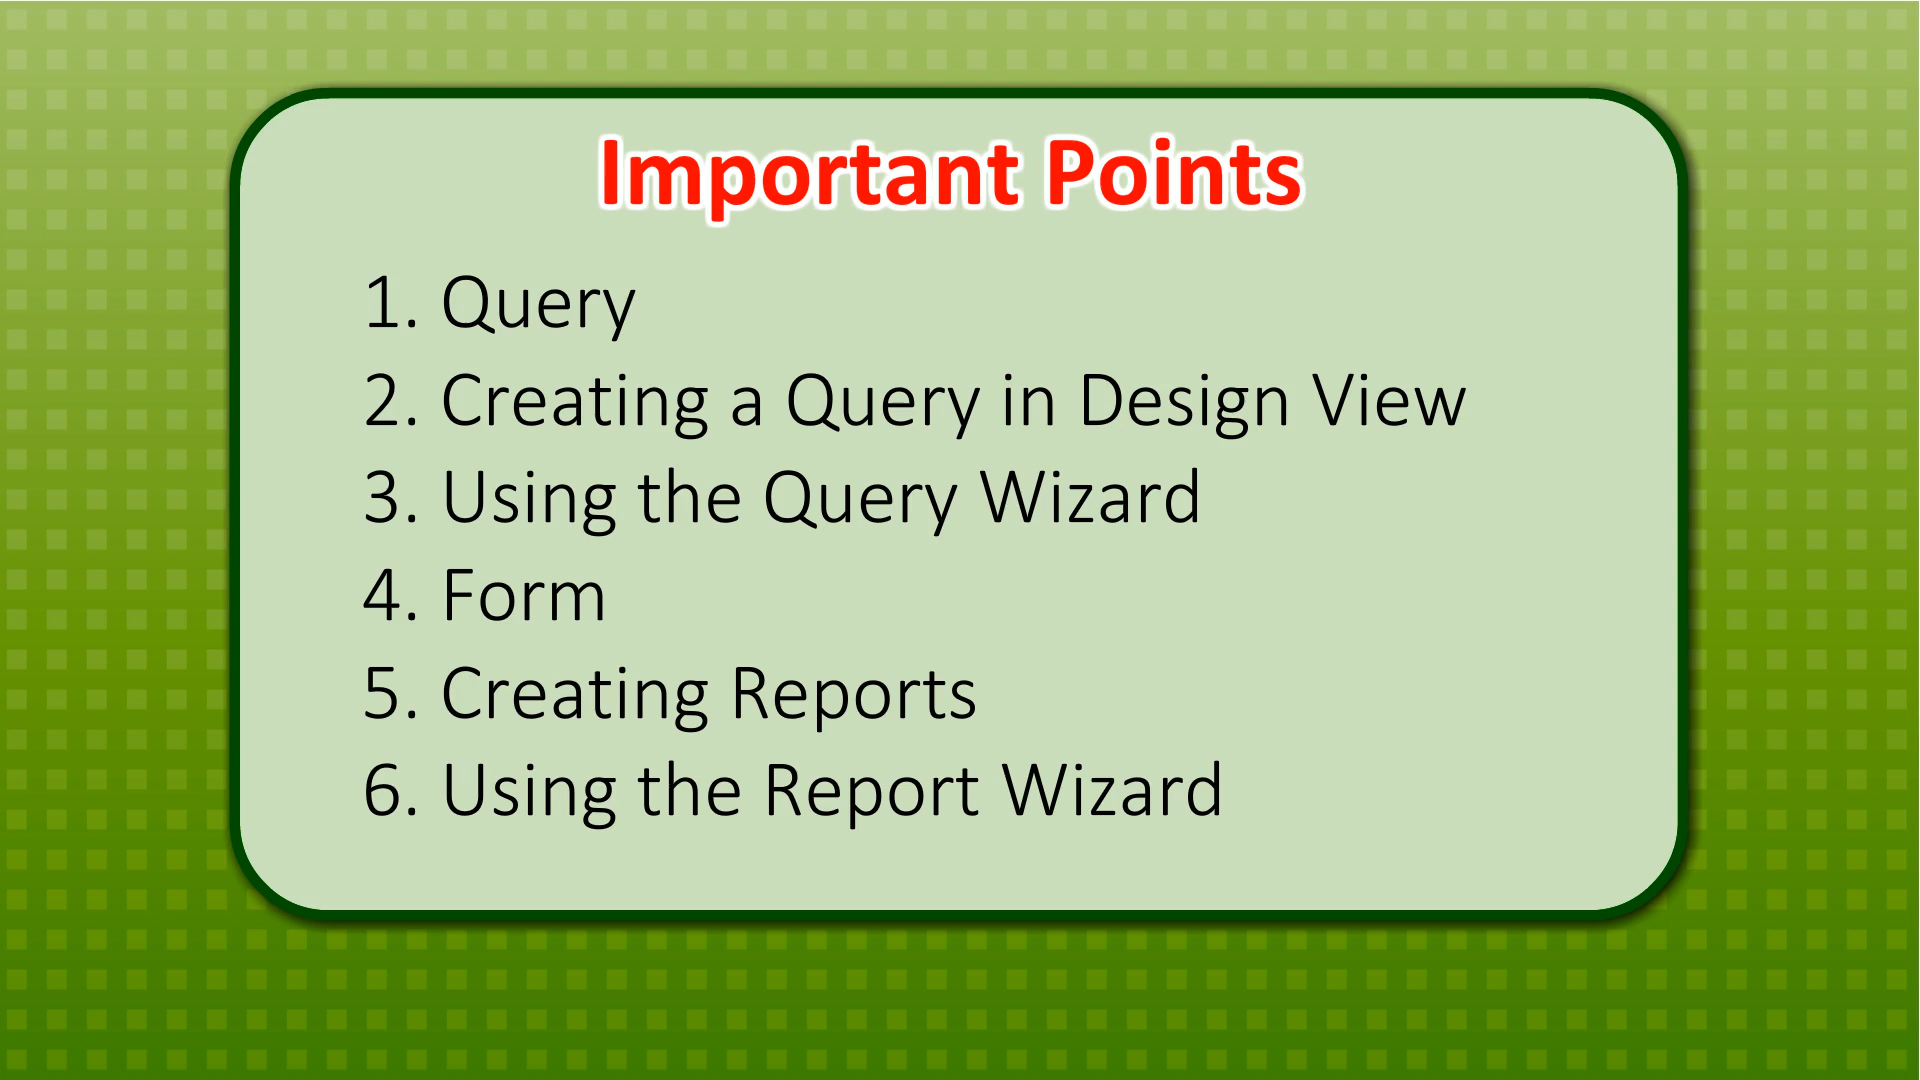 Important Points
1. Query
2. Creating a Query in Design View
3. Using the Query Wizard
4. Form
5. Creating Reports
6. Using the Report Wizard